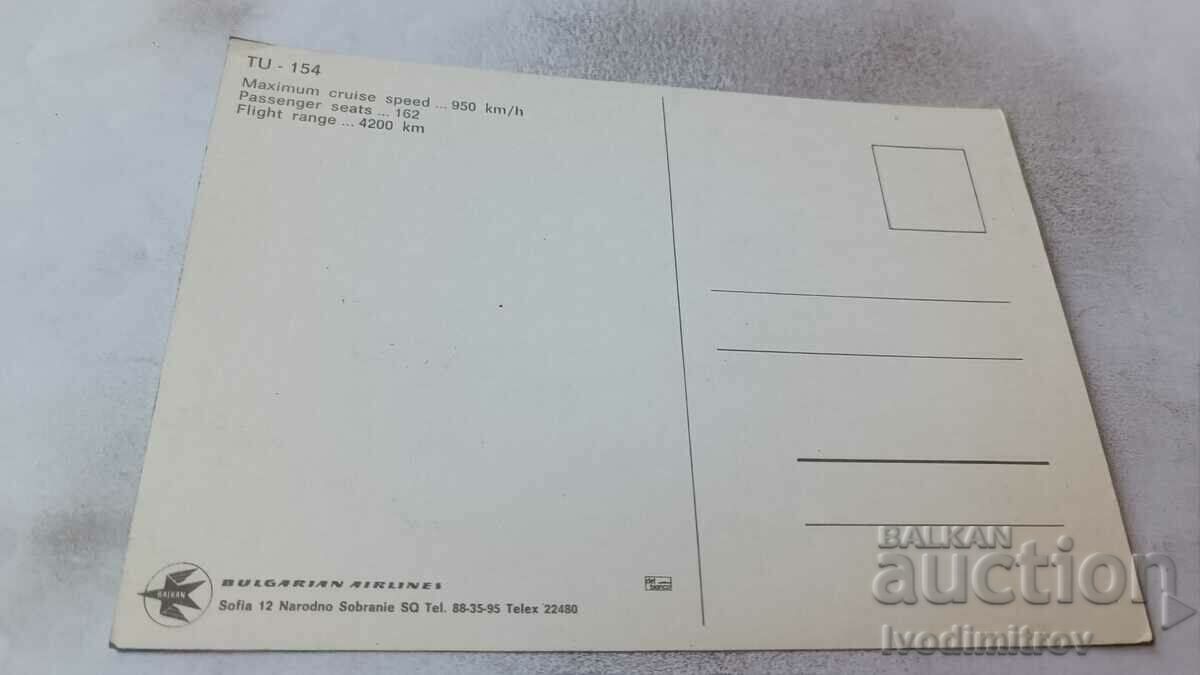 TU - 154
Maximum cruise speed ... 950 km/h
Passenger seats ... 162
Flight range ... 4200 km
BALKAN
BULGARIAN AIRLINES
Sofia 12 Narodno Sobranie SQ Tel. 88-35-95 Telex 22480
BALKAN
auction
Ivodimitrov